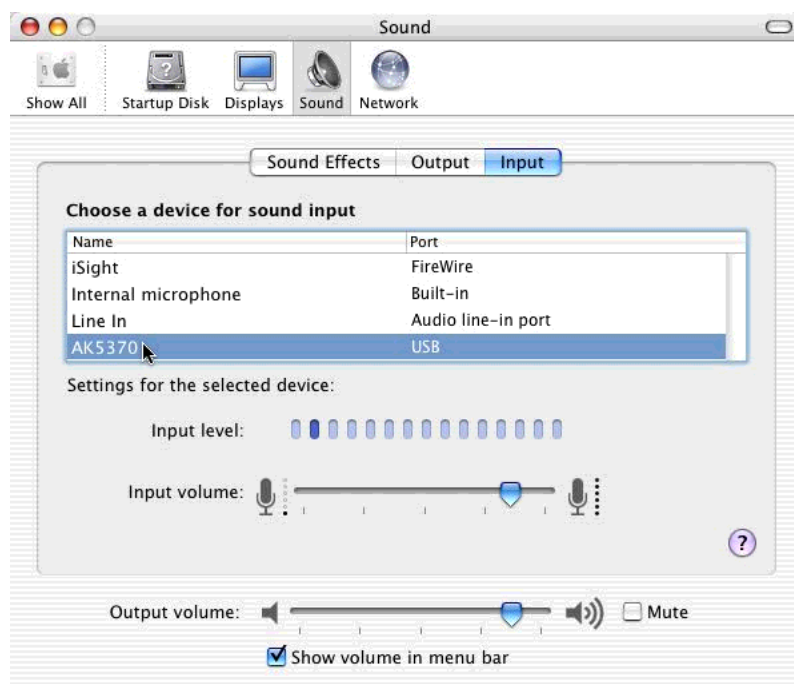 Sound
Show All Startup Disk Displays Sound Network
Sound Effects Output Input
Choose a device for sound input
Name Port
iSight FireWire
Internal microphone Built-in
Line In Audio line-in port
AK5370 USB
Settings for the selected device:
Input level:
Input volume:
?
Output volume: Mute
Show volume in menu bar